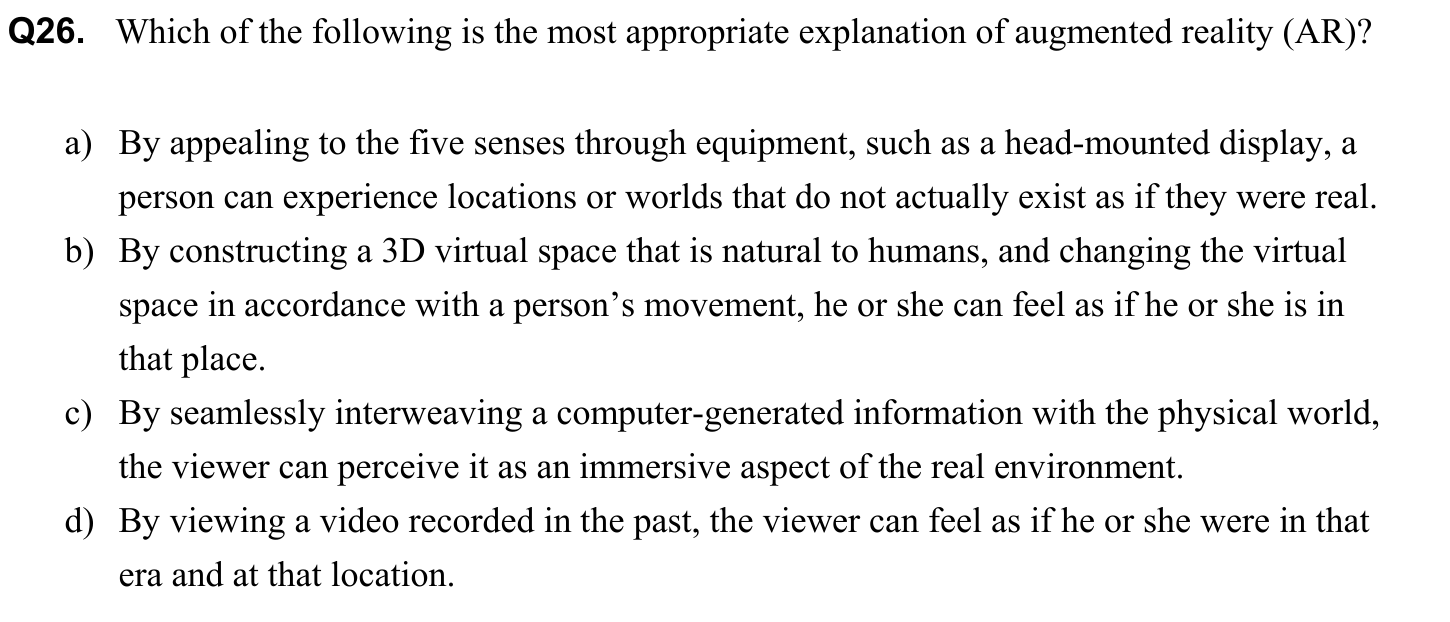 Q26. Which of the following is the most appropriate explanation of augmented reality (AR)?
a) By appealing to the five senses through equipment, such as a head-mounted display, a
person can experience locations or worlds that do not actually exist as if they were real.
b) By constructing a 3D virtual space that is natural to humans, and changing the virtual
space in accordance with a person’s movement, he or she can feel as if he or she is in
that place.
c) By seamlessly interweaving a computer-generated information with the physical world,
the viewer can perceive it as an immersive aspect of the real environment.
d) By viewing a video recorded in the past, the viewer can feel as if he or she were in that
era and at that location.